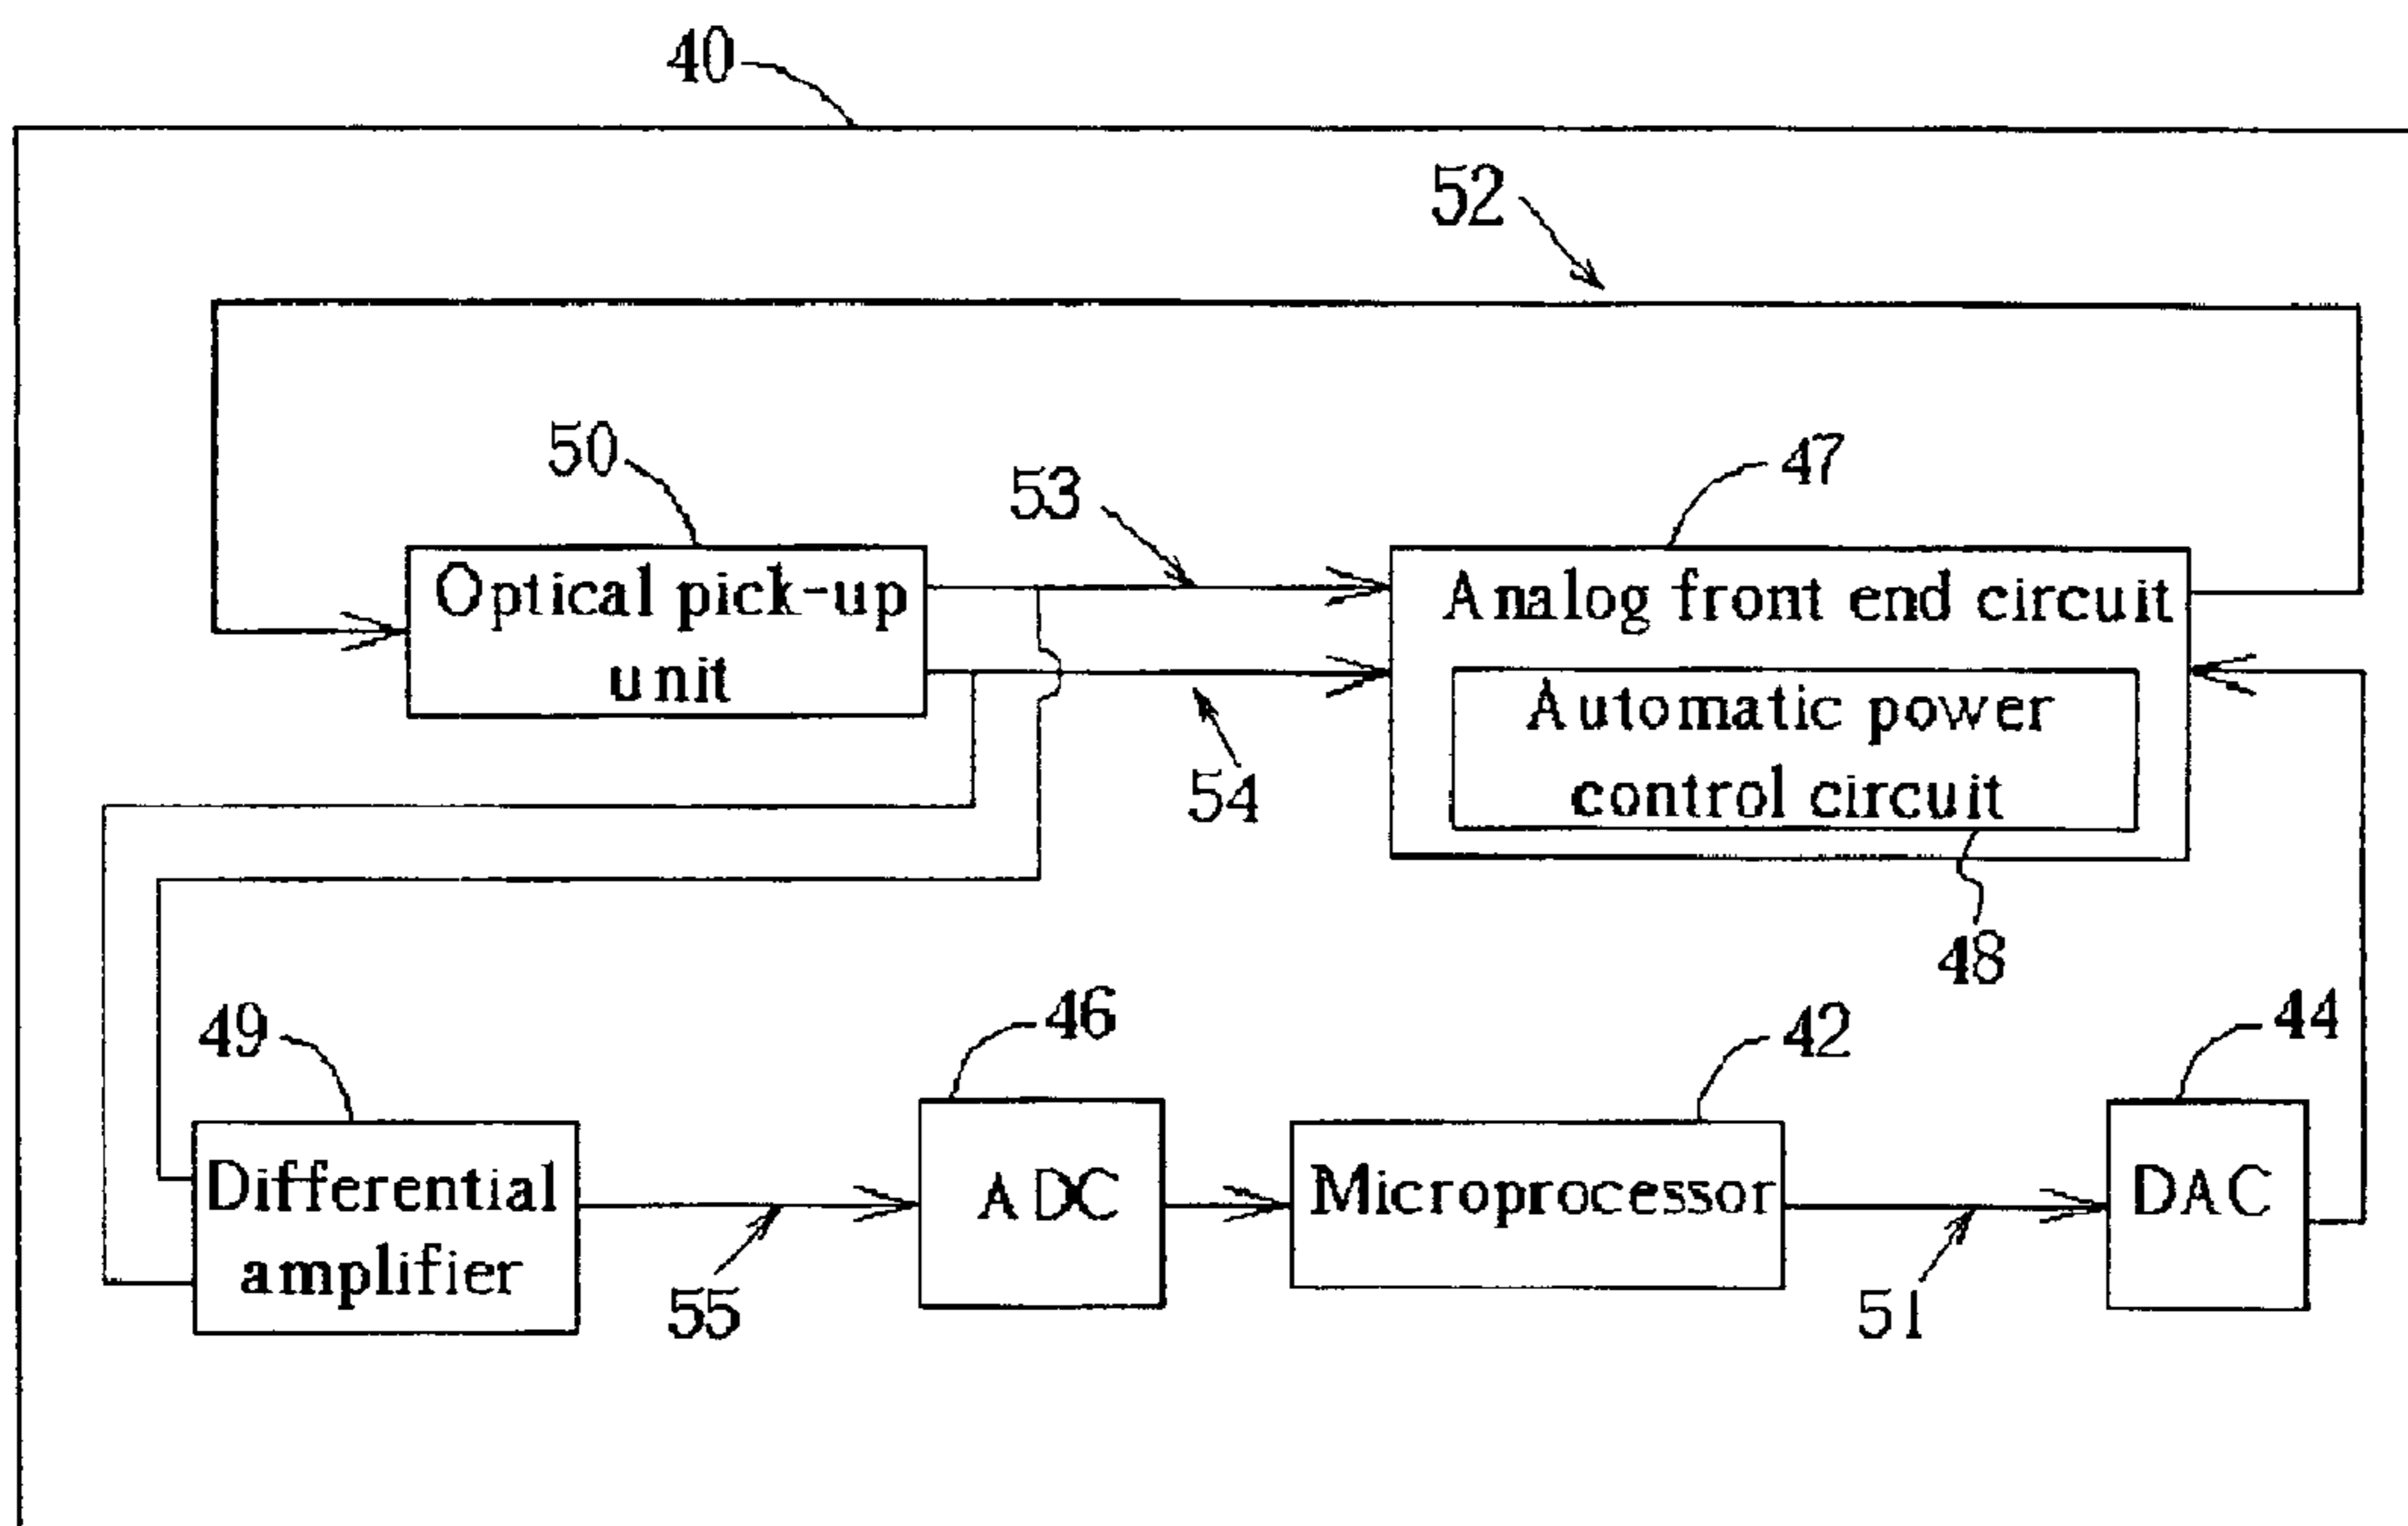 40
52
50
53
47
Optical pick-up
unit
Analog front end circuit
Automatic power
control circuit
54
48
49
46
42
44
Differential
amplifier
ADC
Microprocessor
DAC
55
51